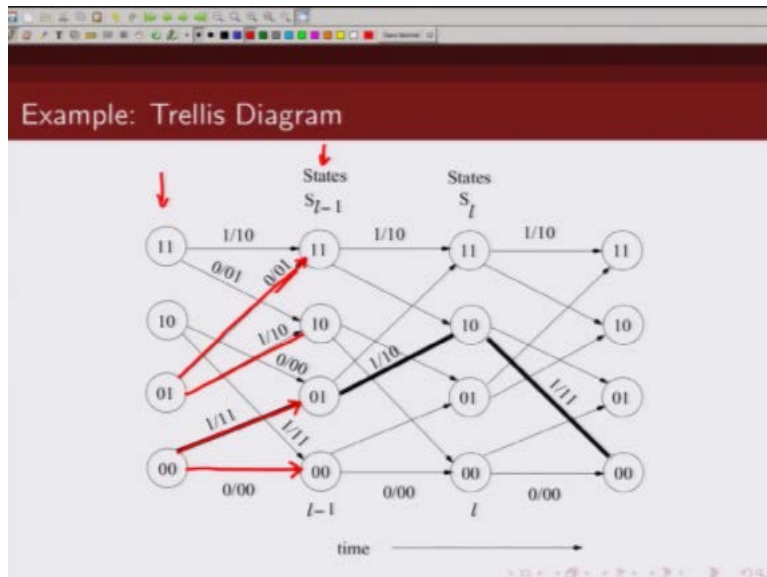 Example: Trellis Diagram
States States
S_{l-1} S_l
11 1/10 11 1/10 11 1/10 11
0/01 0/01
10 1/10 10 10 10
0/00 1/10 1/11
01 01 01 01
1/11 1/11
00 00 00 00
0/00 0/00 0/00
l-1 l
time